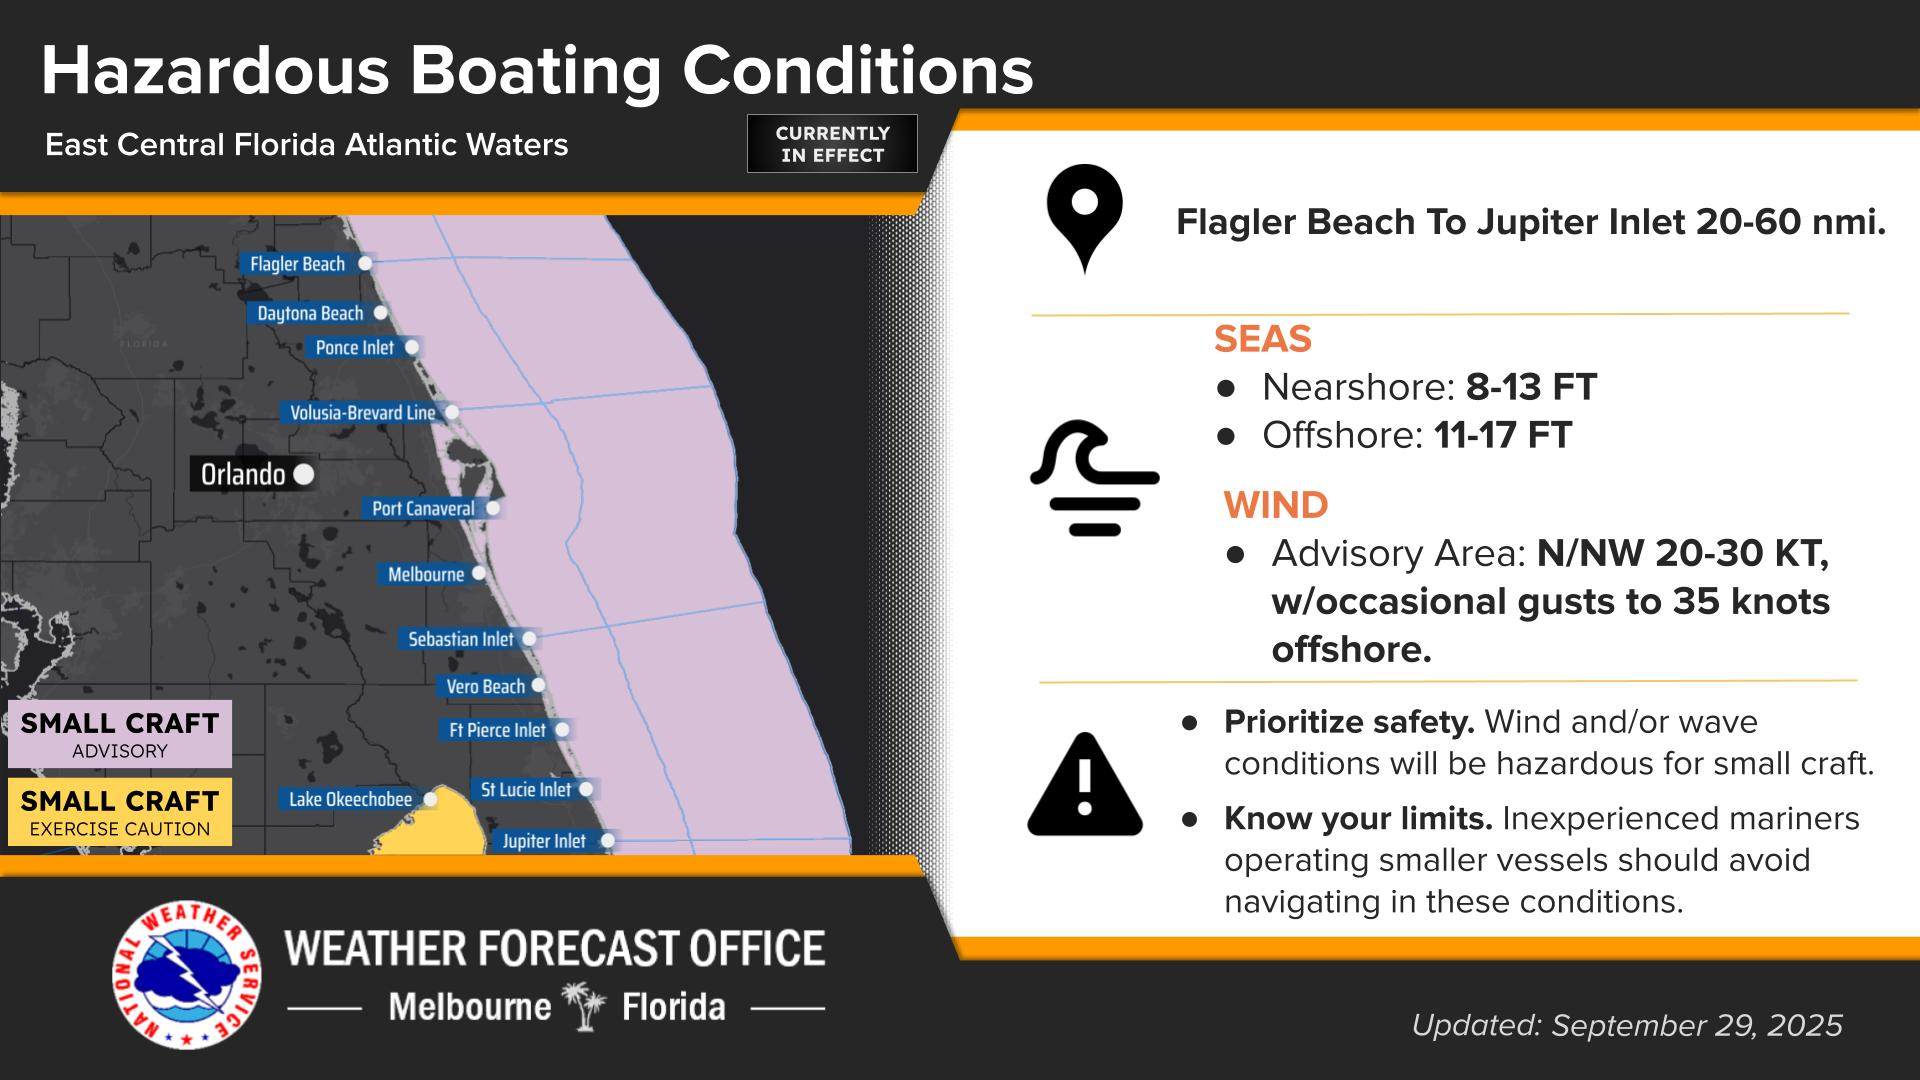 Hazardous Boating Conditions
East Central Florida Atlantic Waters
CURRENTLY
IN EFFECT
Flagler Beach
Daytona Beach
FLORIDA
Ponce Inlet
Volusia-Brevard Line
Orlando
Port Canaveral
Melbourne
Sebastian Inlet
Vero Beach
Ft Pierce Inlet
St Lucie Inlet
Lake Okeechobee
Jupiter Inlet
SMALL CRAFT
ADVISORY
SMALL CRAFT
EXERCISE CAUTION
Flagler Beach To Jupiter Inlet 20-60 nmi.
SEAS
● Nearshore: 8-13 FT
● Offshore: 11-17 FT
WIND
● Advisory Area: N/NW 20-30 KT,
w/occasional gusts to 35 knots
offshore.
● Prioritize safety. Wind and/or wave
conditions will be hazardous for small craft.
● Know your limits. Inexperienced mariners
operating smaller vessels should avoid
navigating in these conditions.
NATIONAL WEATHER SERVICE
WEATHER FORECAST OFFICE
Melbourne Florida
Updated: September 29, 2025